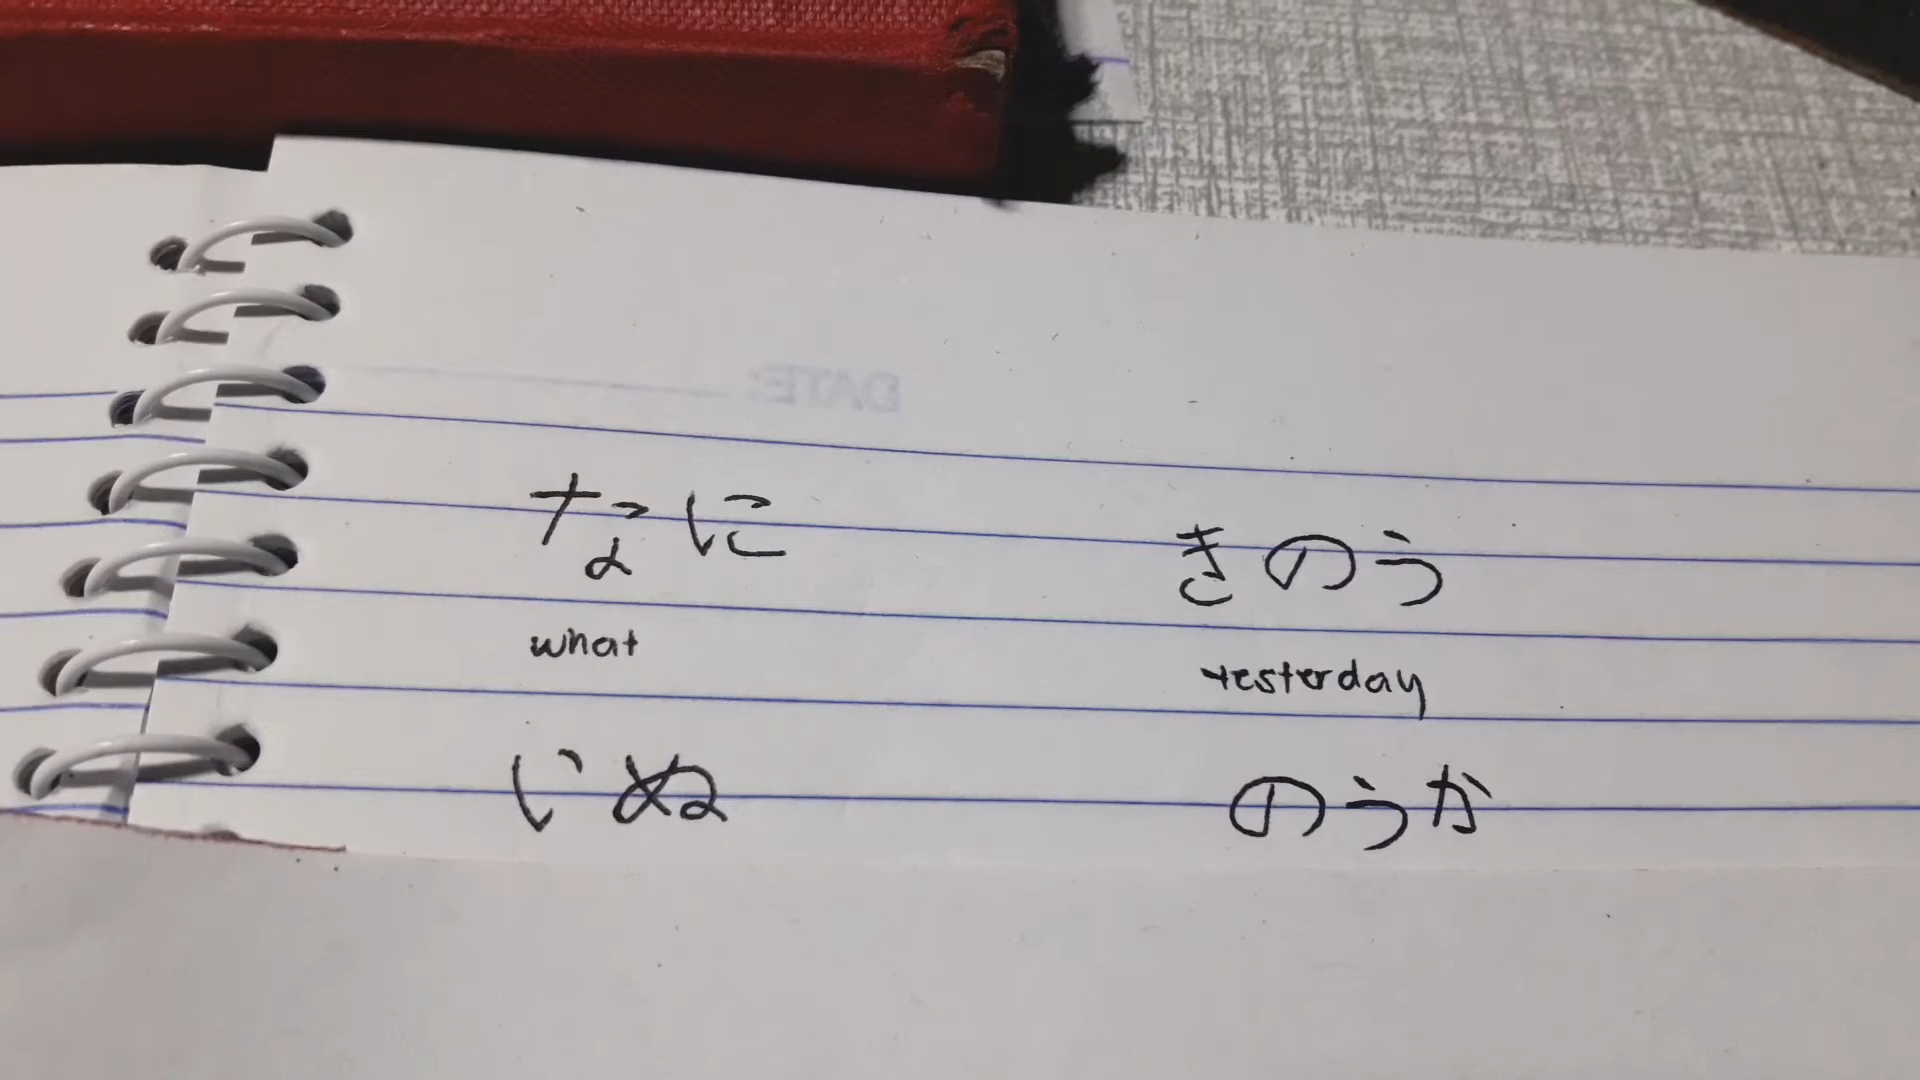 なに きのう
what yesterday
いぬ のうか